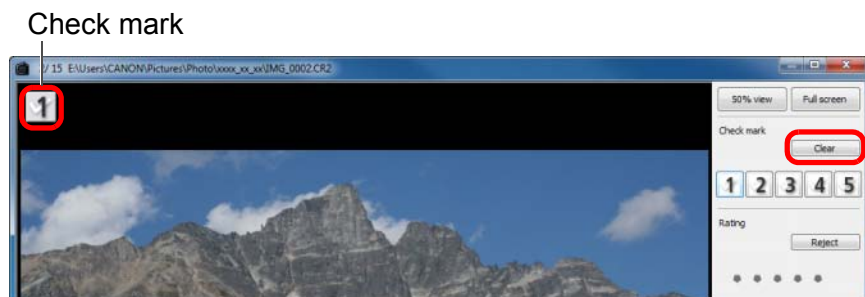 Check mark
2/ 15 E:\Users\CANON\Pictures\Photo\xxxx_xx_xx\IMG_0002.CR2
1
50% view Full screen
Check mark
Clear
1 2 3 4 5
Rating
Reject